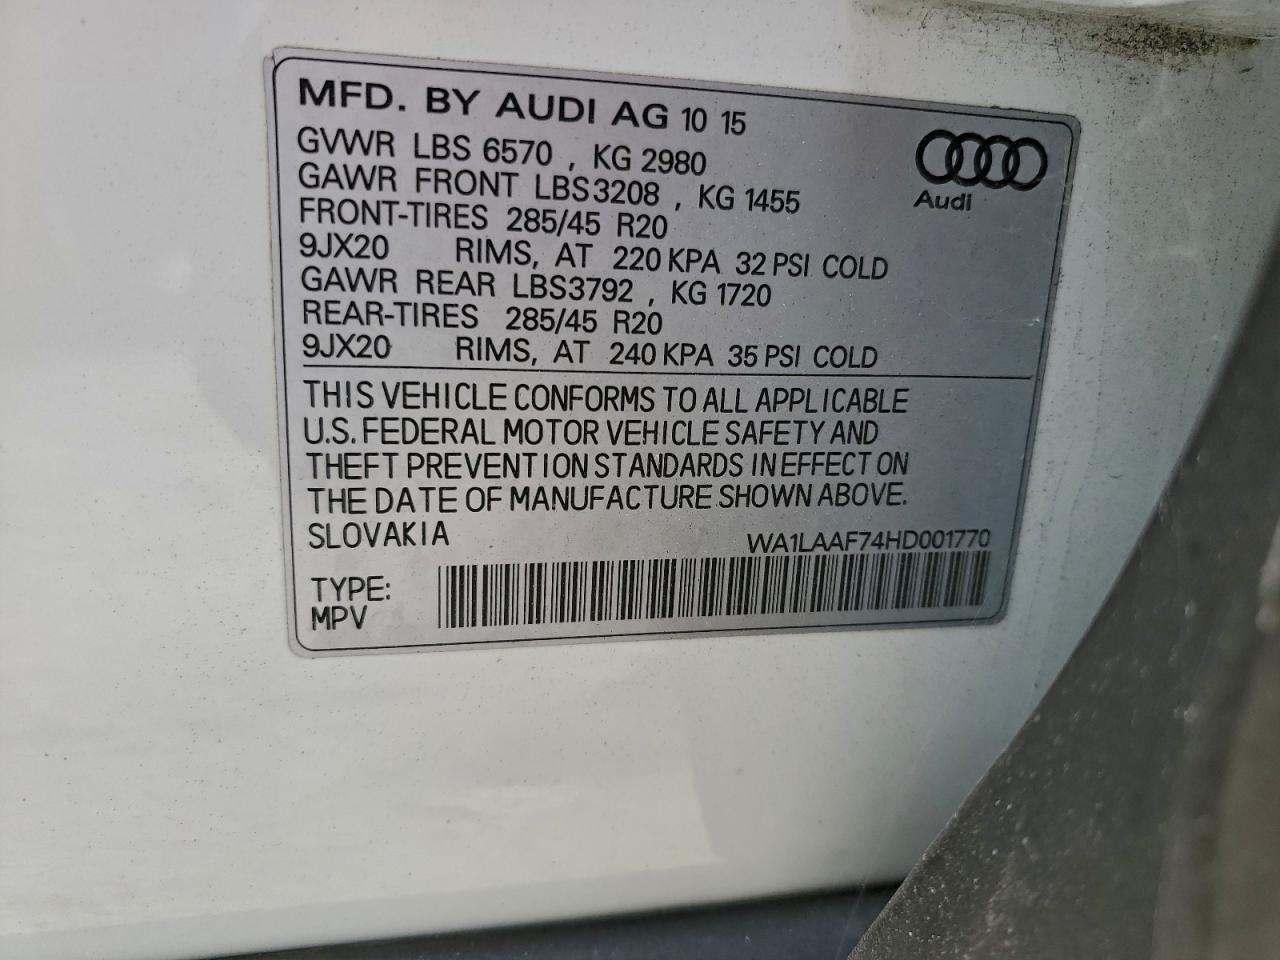 MFD. BY AUDI AG 10 15
GVWR LBS 6570 , KG 2980
GAWR FRONT LBS 3208 , KG 1455
FRONT-TIRES 285/45 R20
9JX20 RIMS, AT 220 KPA 32 PSI COLD
GAWR REAR LBS3792 , KG 1720
REAR-TIRES 285/45 R20
9JX20 RIMS, AT 240 KPA 35 PSI COLD
Audi
THIS VEHICLE CONFORMS TO ALL APPLICABLE
U.S. FEDERAL MOTOR VEHICLE SAFETY AND
THEFT PREVENTION STANDARDS IN EFFECT ON
THE DATE OF MANUFACTURE SHOWN ABOVE.
SLOVAKIA
WA1LAAF74HD001770
TYPE:
MPV